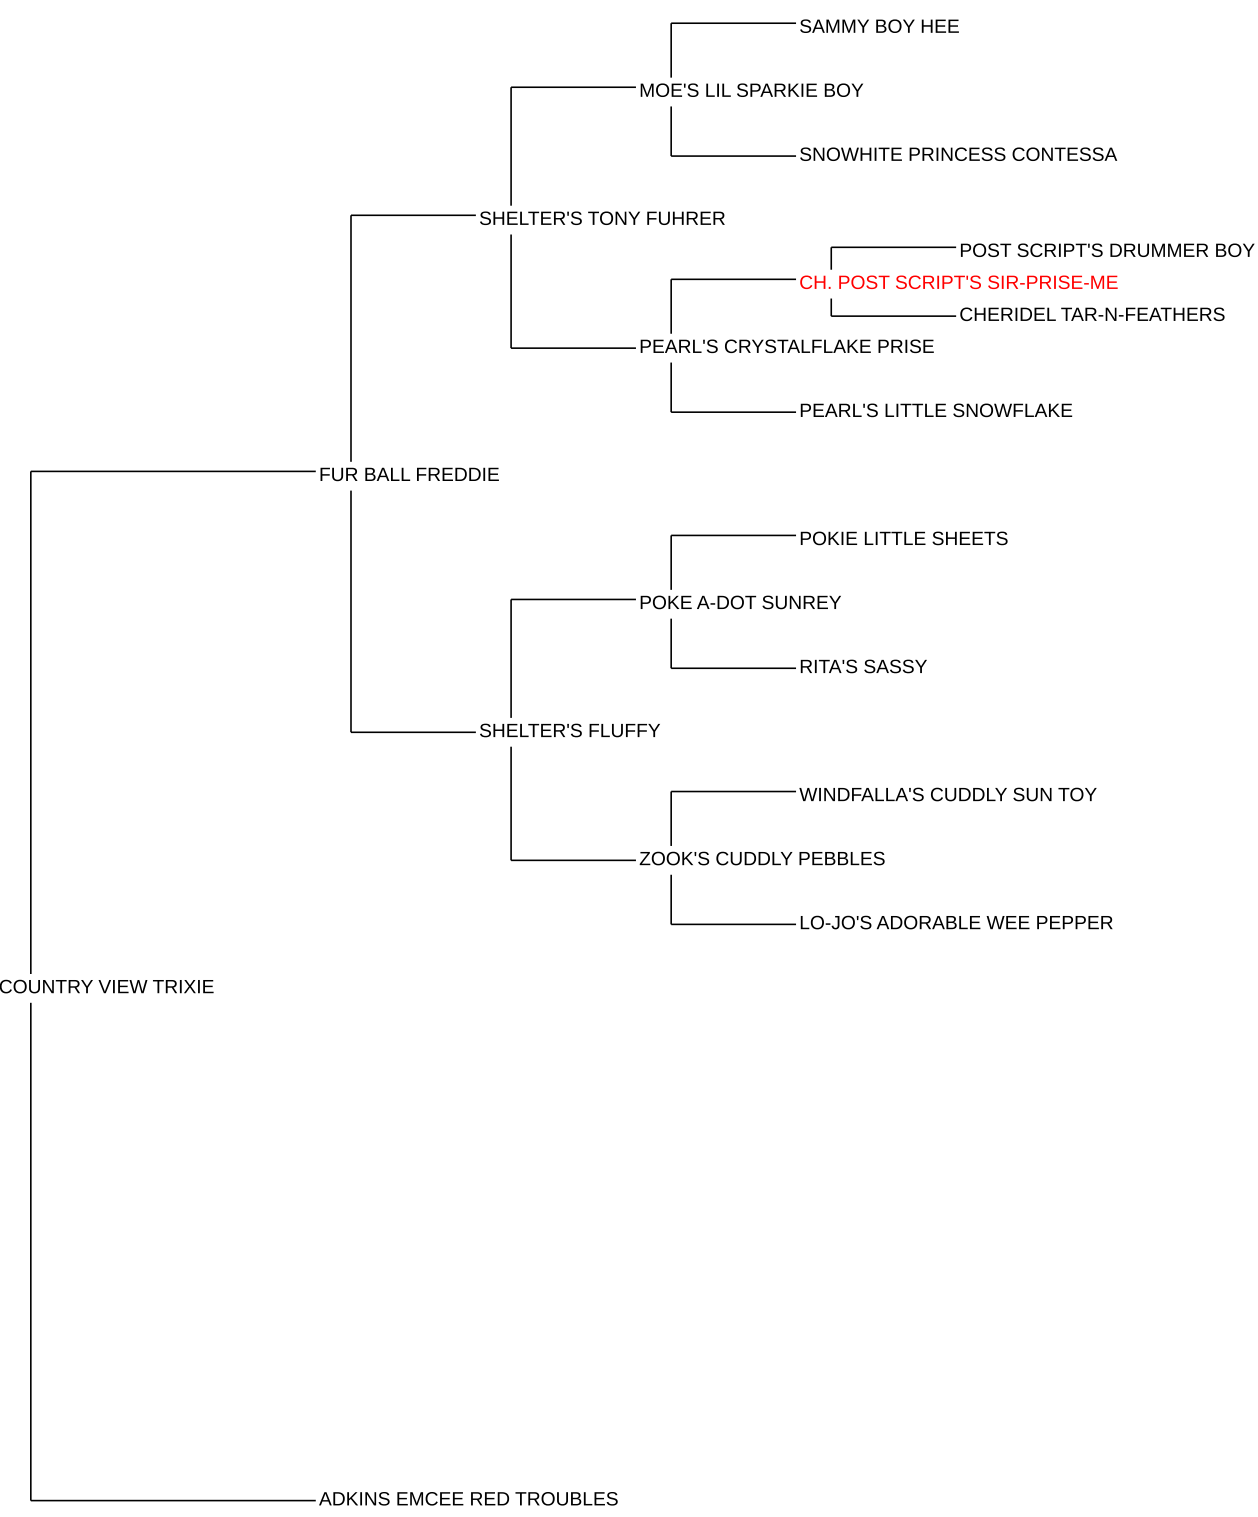 SAMMY BOY HEE
MOE'S LIL SPARKIE BOY
SNOWHITE PRINCESS CONTESSA
SHELTER'S TONY FUHRER
POST SCRIPT'S DRUMMER BOY
CH. POST SCRIPT'S SIR-PRISE-ME
CHERIDEL TAR-N-FEATHERS
PEARL'S CRYSTALFLAKE PRISE
PEARL'S LITTLE SNOWFLAKE
FUR BALL FREDDIE
POKIE LITTLE SHEETS
POKE A-DOT SUNREY
RITA'S SASSY
SHELTER'S FLUFFY
WINDFALLA'S CUDDLY SUN TOY
ZOOK'S CUDDLY PEBBLES
LO-JO'S ADORABLE WEE PEPPER
COUNTRY VIEW TRIXIE
ADKINS EMCEE RED TROUBLES